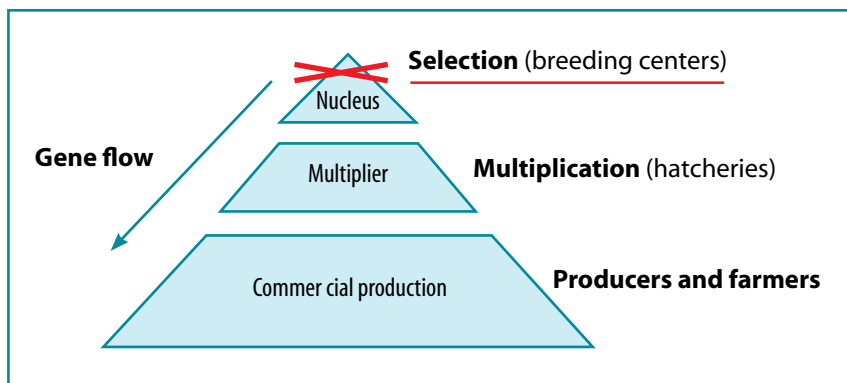 Selection (breeding centers)
Nucleus
Gene flow
Multiplier
Multiplication (hatcheries)
Commer cial production
Producers and farmers